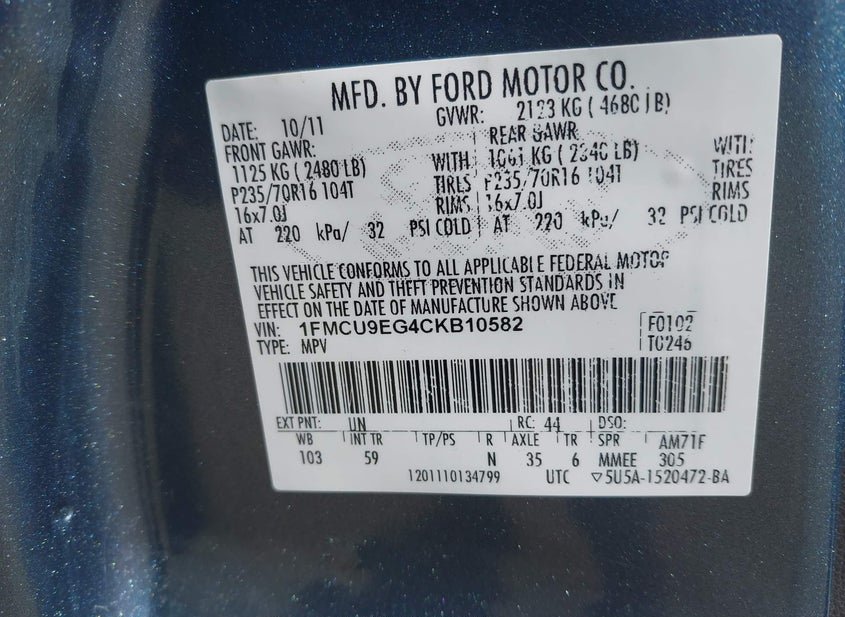 MFD. BY FORD MOTOR CO.
DATE: 10/11 GVWR: 2123 KG ( 4680 LB)
FRONT GAWR: REAR GAWR
1125 KG ( 2480 LB) WITH 1061 KG ( 2340 LB) WITH
P235/70R16 104T TIRES P235/70R16 104T TIRES
16x7.0J RIMS 16x7.0J RIMS
AT 220 kPa/ 32 PSI COLD AT 220 kPa/ 32 PSI COLD
THIS VEHICLE CONFORMS TO ALL APPLICABLE FEDERAL MOTOR
VEHICLE SAFETY AND THEFT PREVENTION STANDARDS IN
EFFECT ON THE DATE OF MANUFACTURE SHOWN ABOVE
VIN: 1FMCU9EG4CKB10582 F0102
TYPE: MPV T0246
EXT PNT: UN RC: 44 DSO:
WB INT TR TP/PS R AXLE TR SPR AM71F
103 59 N 35 6 MMEE 305
1201110134799 UTC ▽5U5A-1520472-BA